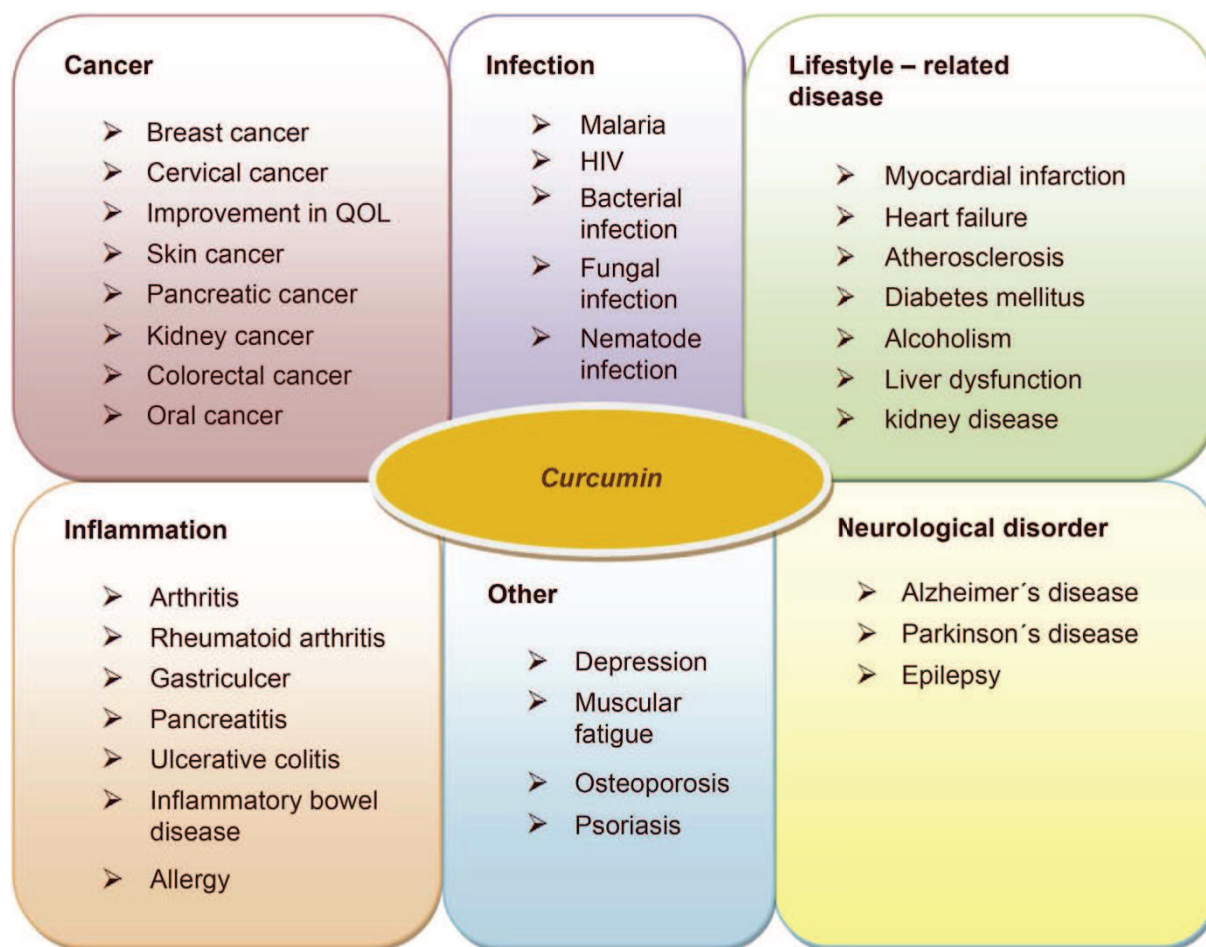 Cancer
➢ Breast cancer
➢ Cervical cancer
➢ Improvement in QOL
➢ Skin cancer
➢ Pancreatic cancer
➢ Kidney cancer
➢ Colorectal cancer
➢ Oral cancer
Infection
➢ Malaria
➢ HIV
➢ Bacterial
infection
➢ Fungal
infection
➢ Nematode
infection
Lifestyle – related
disease
➢ Myocardial infarction
➢ Heart failure
➢ Atherosclerosis
➢ Diabetes mellitus
➢ Alcoholism
➢ Liver dysfunction
➢ kidney disease
Curcumin
Inflammation
➢ Arthritis
➢ Rheumatoid arthritis
➢ Gastriculcer
➢ Pancreatitis
➢ Ulcerative colitis
➢ Inflammatory bowel
disease
➢ Allergy
Other
➢ Depression
➢ Muscular
fatigue
➢ Osteoporosis
➢ Psoriasis
Neurological disorder
➢ Alzheimer´s disease
➢ Parkinson´s disease
➢ Epilepsy